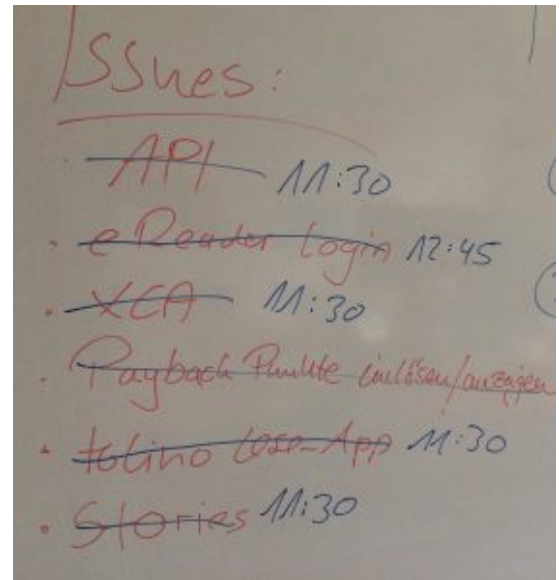 Issues:
· API 11:30
· eReader Login 12:45
· XCA 11:30
· Payback Punkte einlösen/anzeigen
· tolino Lese-App 11:30
· Stories 11:30